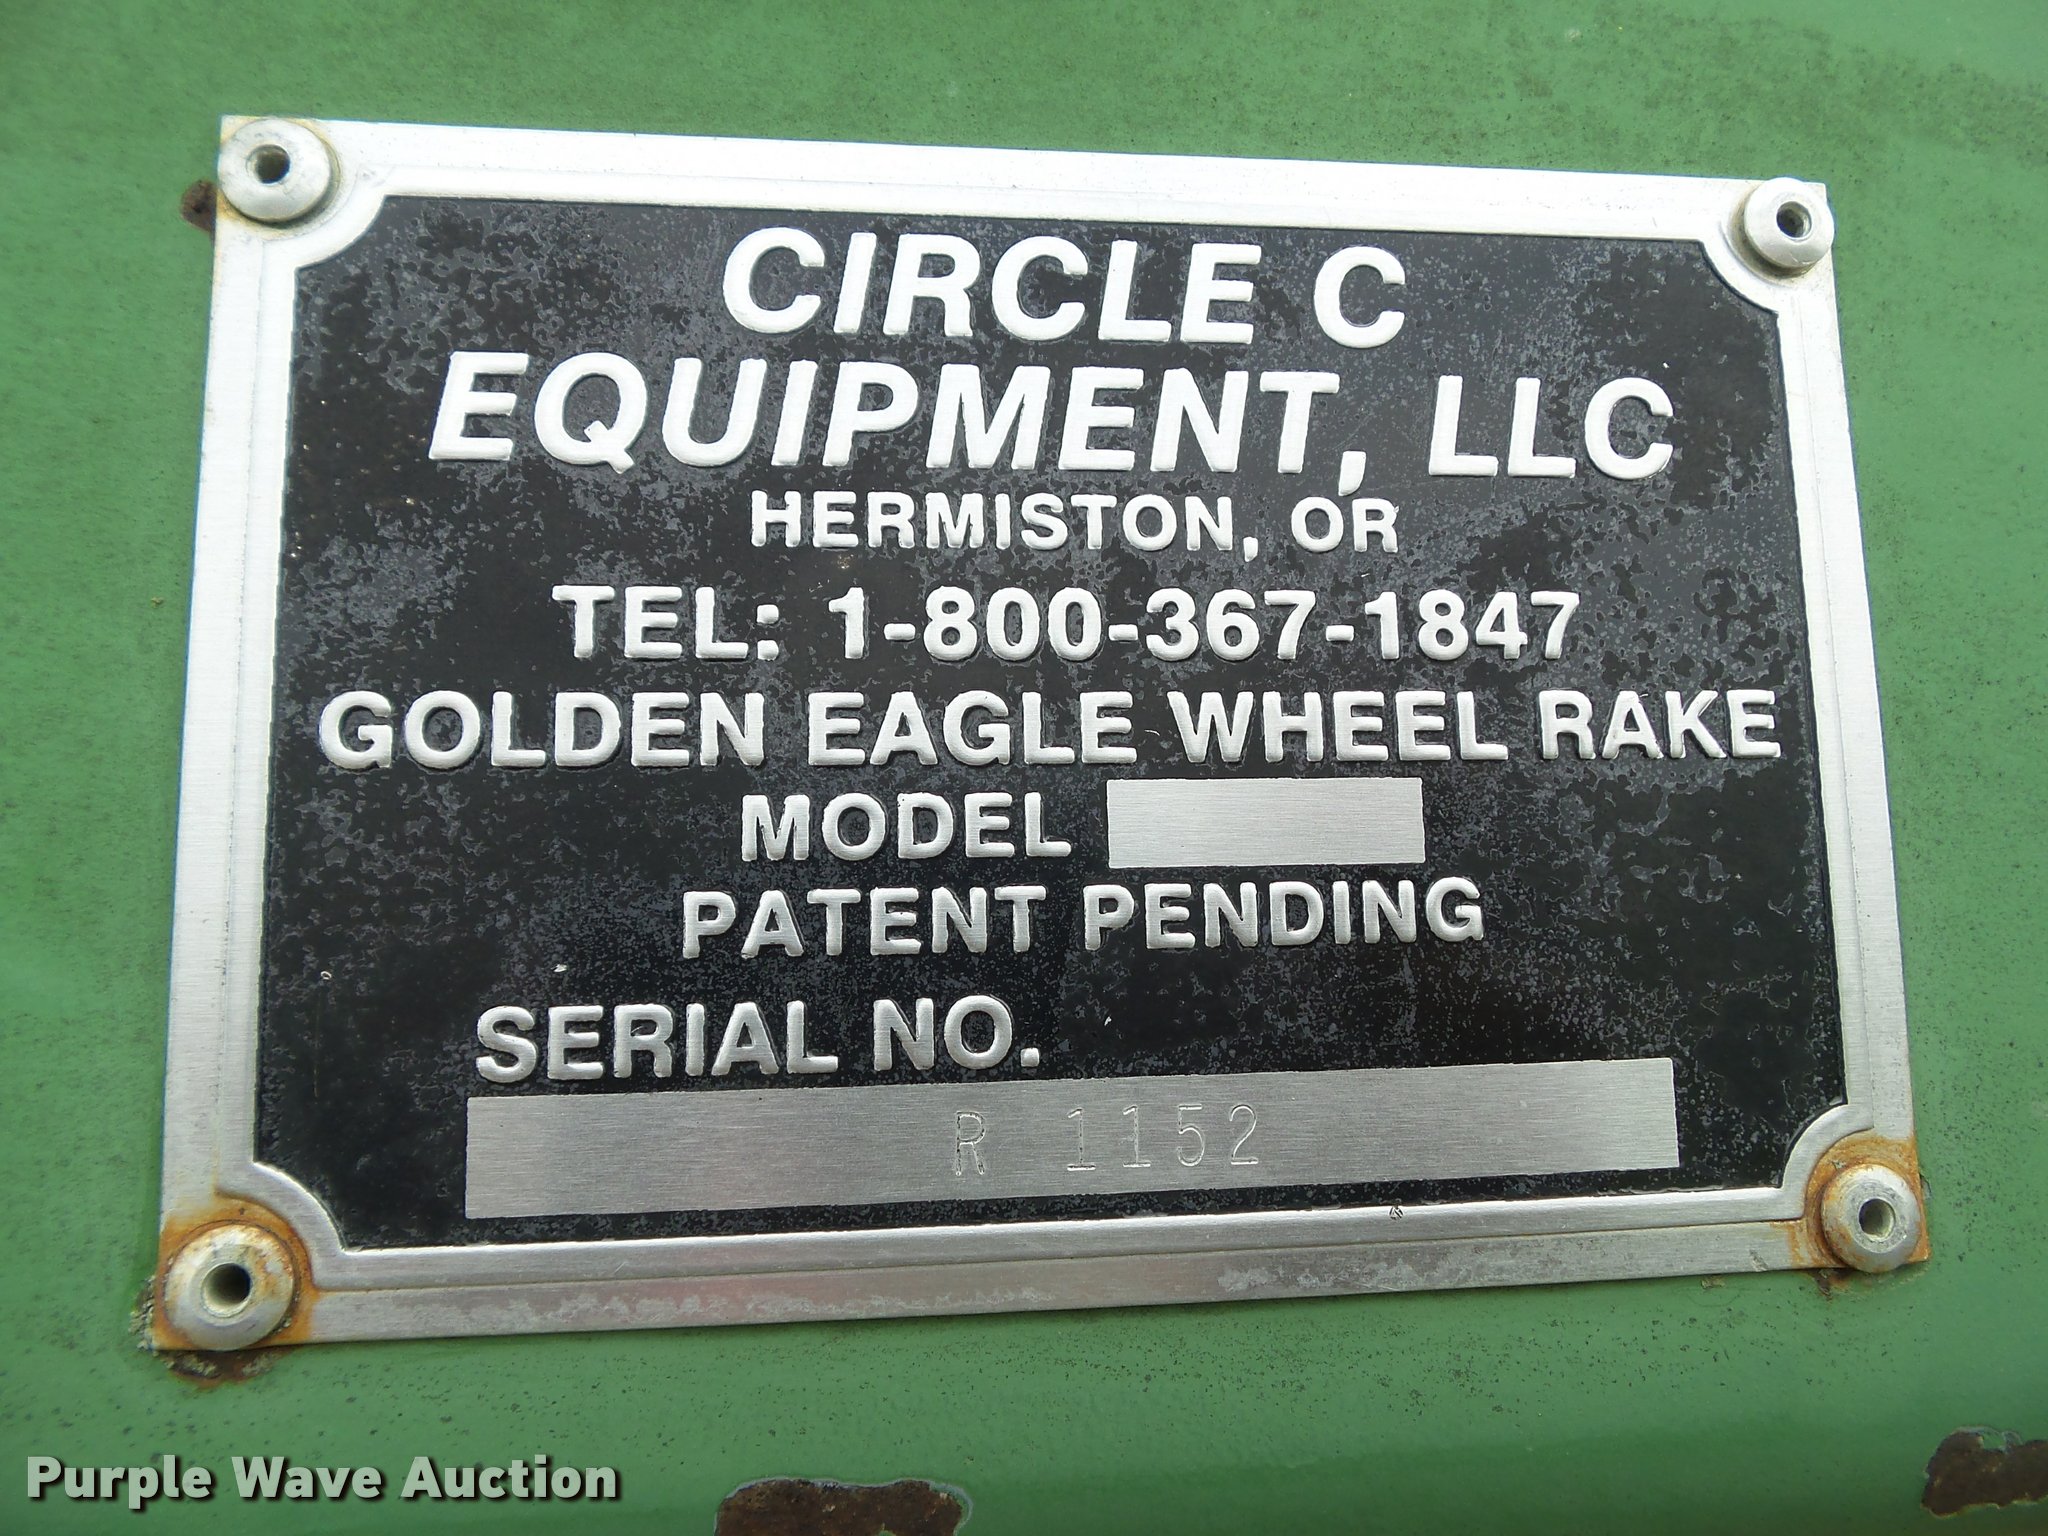 CIRCLE C
EQUIPMENT, LLC
HERMISTON, OR
TEL: 1-800-367-1847
GOLDEN EAGLE WHEEL RAKE
MODEL
PATENT PENDING
SERIAL NO.
R 1152
Purple Wave Auction